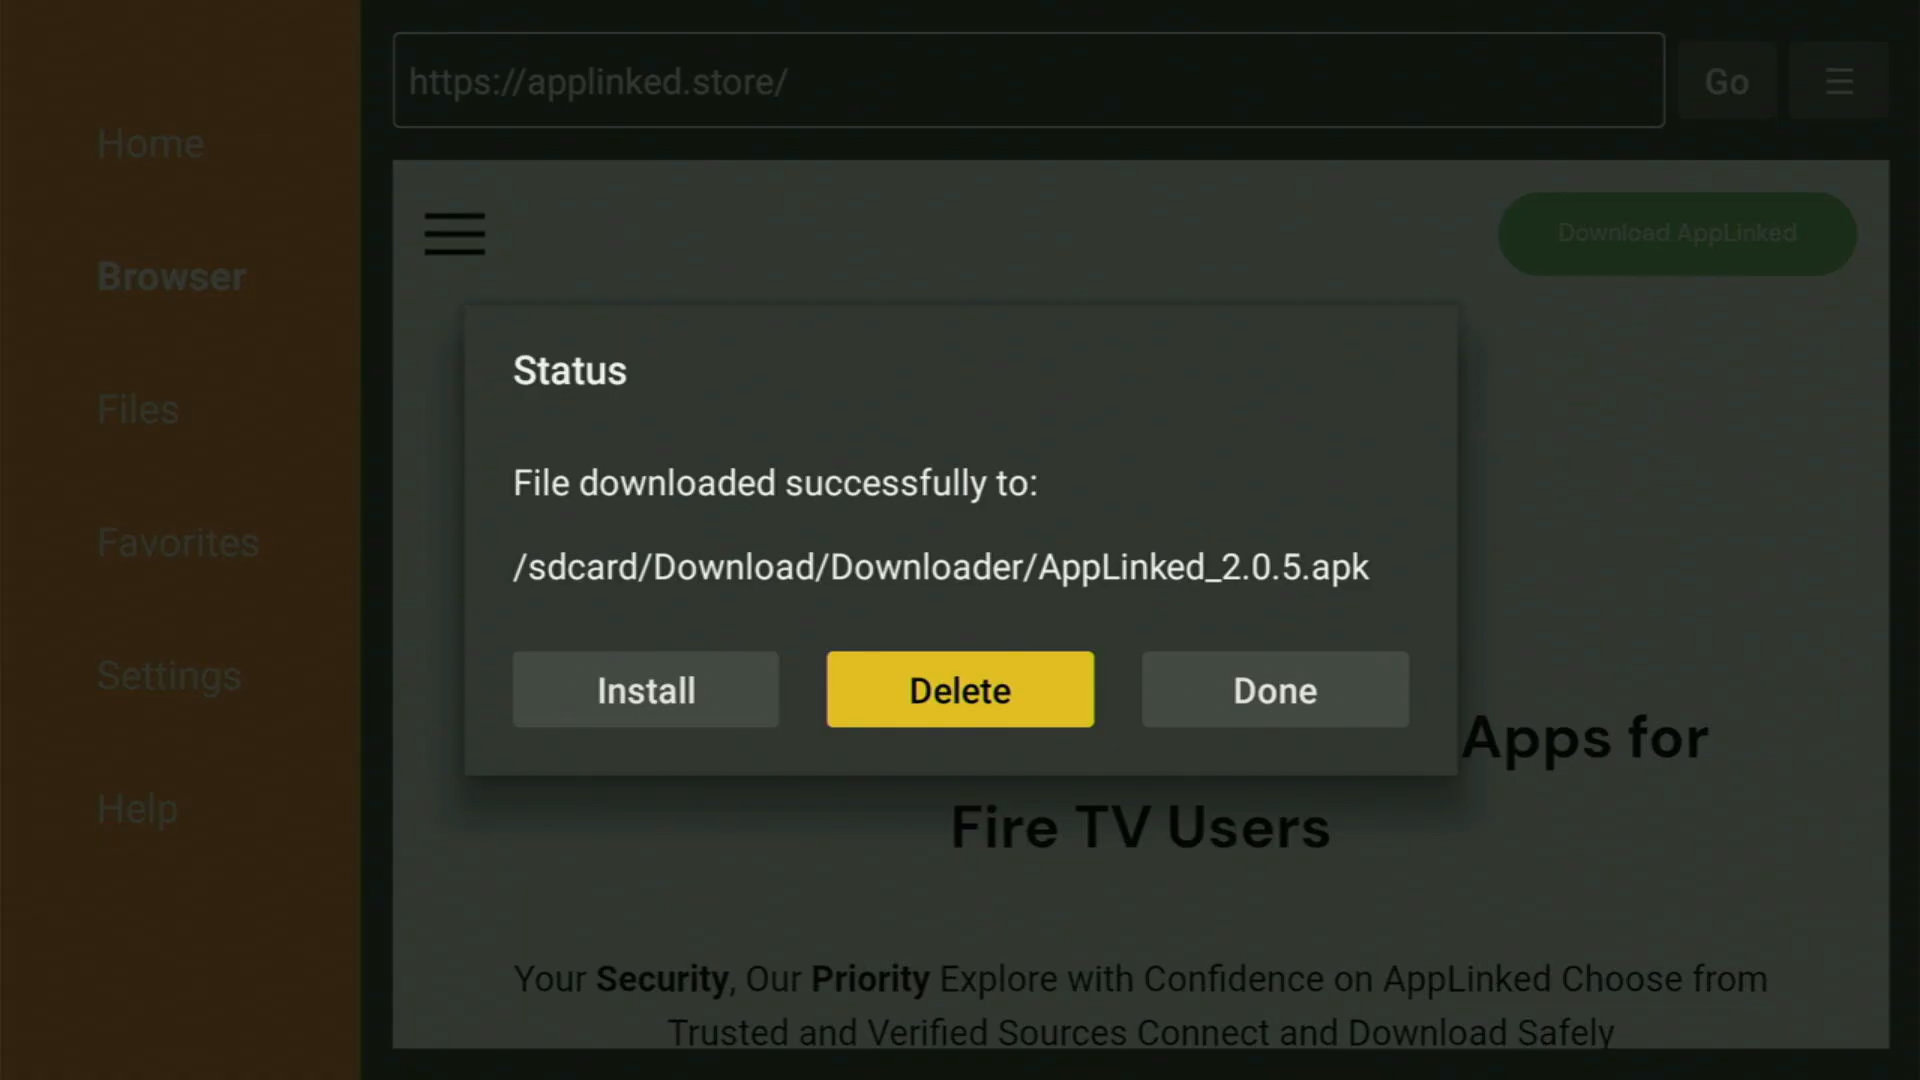 https://applinked.store/
Go
Home
Browser
Files
Favorites
Settings
Help
Download AppLinked
Status
File downloaded successfully to:
/sdcard/Download/Downloader/AppLinked_2.0.5.apk
Install
Delete
Done
Apps for
Fire TV Users
Your Security, Our Priority Explore with Confidence on AppLinked Choose from
Trusted and Verified Sources Connect and Download Safely